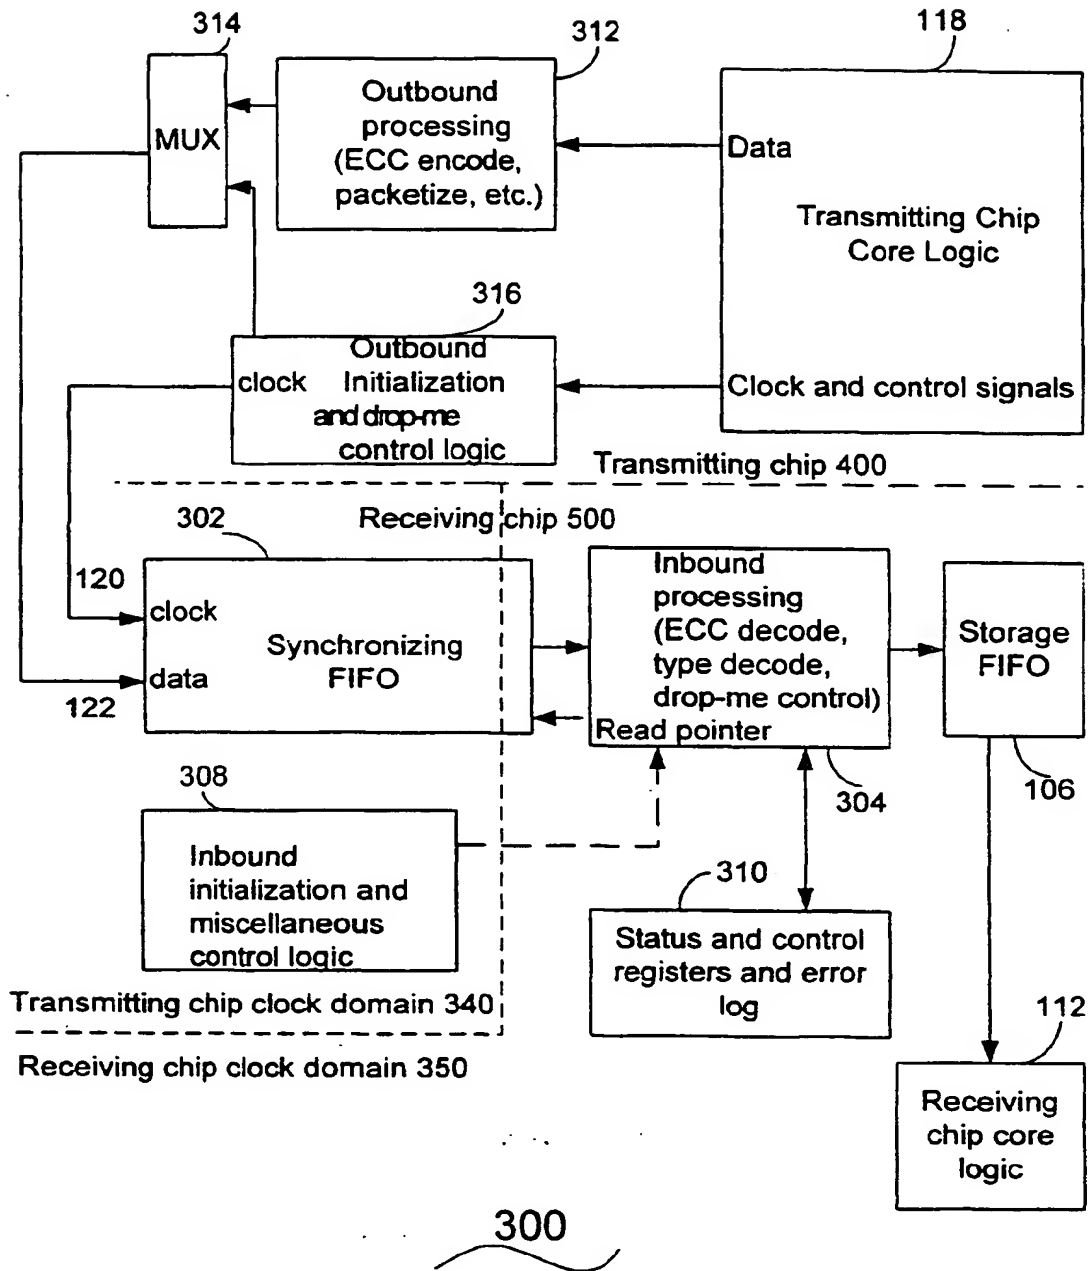 314
312
118
MUX
Outbound
processing
(ECC encode,
packetize, etc.)
Data
Transmitting Chip
Core Logic
316
clock
Outbound
Initialization
and drop-me
control logic
Clock and control signals
Transmitting chip 400
Receiving chip 500
302
120
clock
Synchronizing
FIFO
data
122
Inbound
processing
(ECC decode,
type decode,
drop-me control)
Read pointer
Storage
FIFO
308
304
106
Inbound
initialization and
miscellaneous
control logic
310
Status and control
registers and error
log
Transmitting chip clock domain 340
112
Receiving chip clock domain 350
Receiving
chip core
logic
300